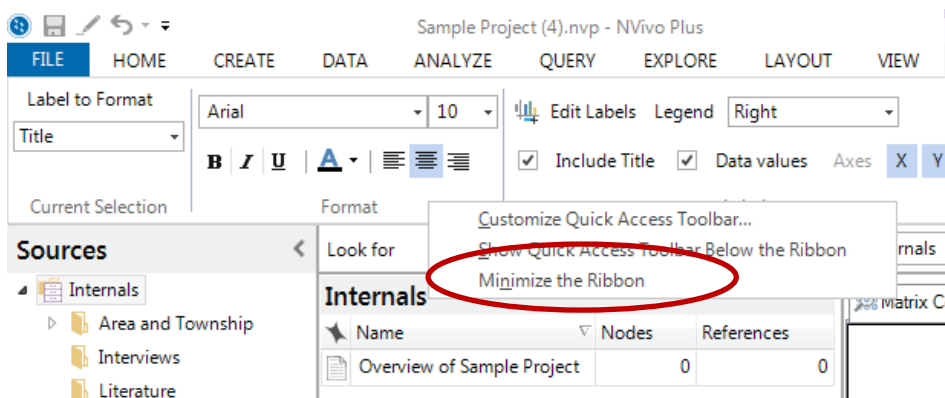 Sample Project (4).nvp - NVivo Plus
FILE HOME CREATE DATA ANALYZE QUERY EXPLORE LAYOUT VIEW
Label to Format
Title
Current Selection
Arial 10
B I U A
Format
Edit Labels Legend Right
Include Title Data values Axes X Y
Customize Quick Access Toolbar...
Show Quick Access Toolbar Below the Ribbon
Minimize the Ribbon
Sources
Internals
Area and Township
Interviews
Literature
Look for
rnals
Internals
Name Nodes References
Overview of Sample Project 0 0
Matrix C